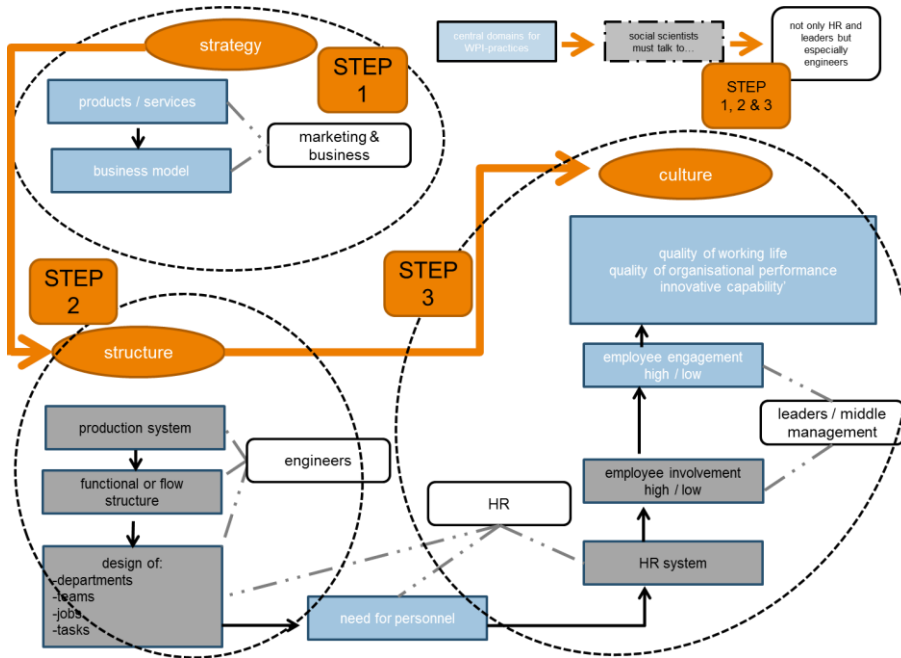 strategy
STEP
1
products / services
business model
marketing &
business
central domains for
WPI-practices
social scientists
must talk to…
not only HR and
leaders but
especially
engineers
STEP
1, 2 & 3
STEP
2
structure
production system
functional or flow
structure
design of:
-departments
-teams
-jobs
-tasks
engineers
need for personnel
HR
STEP
3
culture
quality of working life
quality of organisational performance
innovative capability’
employee engagement
high / low
leaders / middle
management
employee involvement
high / low
HR system